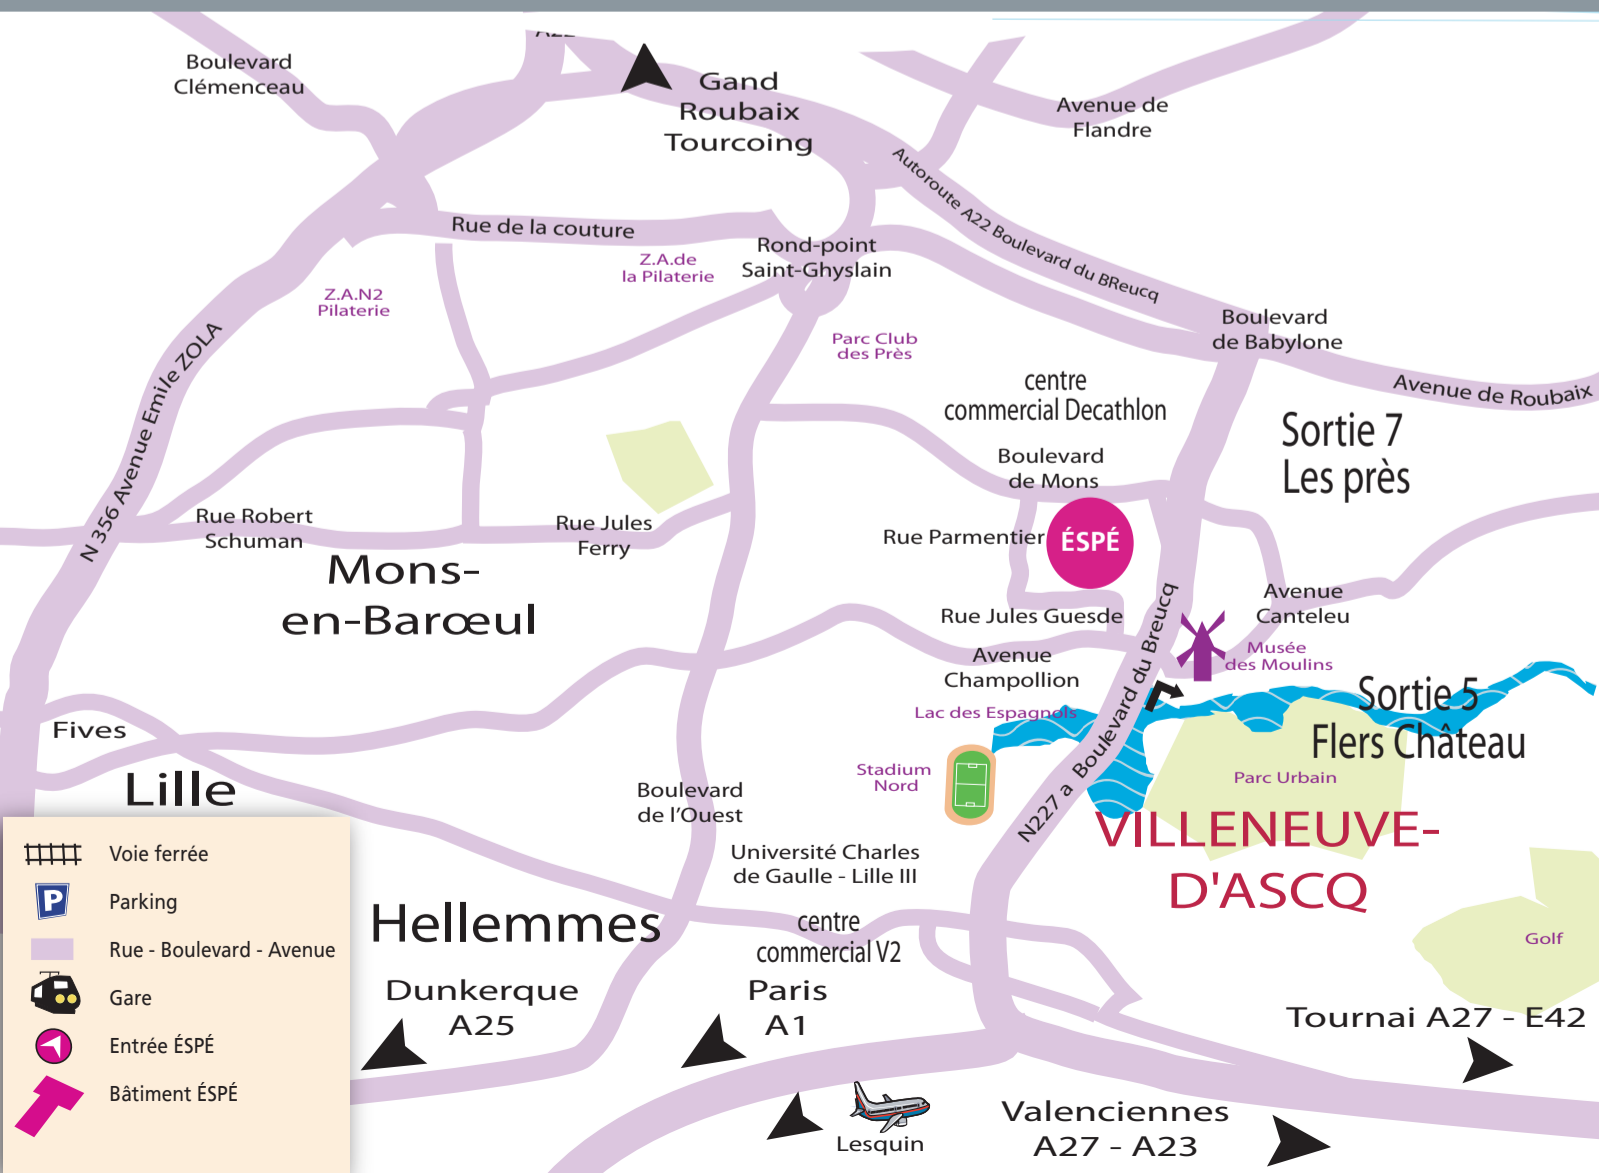 A22
Boulevard
Clémenceau
Gand
Roubaix
Tourcoing
Avenue de
Flandre
Autoroute A22 Boulevard du BReucq
Rue de la couture
Rond-point
Saint-Ghyslain
Z.A.de
la Pilaterie
Z.A.N2
Pilaterie
Parc Club
des Près
Boulevard
de Babylone
Avenue de Roubaix
N 356 Avenue Emile ZOLA
centre
commercial Decathlon
Sortie 7
Les près
Boulevard
de Mons
Rue Robert
Schuman
Rue Jules
Ferry
Rue Parmentier
ÉSPÉ
Mons-
en-Barœul
Avenue
Canteleu
Rue Jules Guesde
Musée
des Moulins
Avenue
Champollion
Lac des Espagnols
N227 a Boulevard du Breucq
Sortie 5
Flers Château
Fives
Lille
Stadium
Nord
Parc Urbain
Boulevard
de l'Ouest
VILLENEUVE-
D'ASCQ
Université Charles
de Gaulle - Lille III
Hellemmes
centre
commercial V2
Golf
Dunkerque
A25
Paris
A1
Tournai A27 - E42
Lesquin
Valenciennes
A27 - A23
Voie ferrée
P
Parking
Rue - Boulevard - Avenue
Gare
Entrée ÉSPÉ
Bâtiment ÉSPÉ